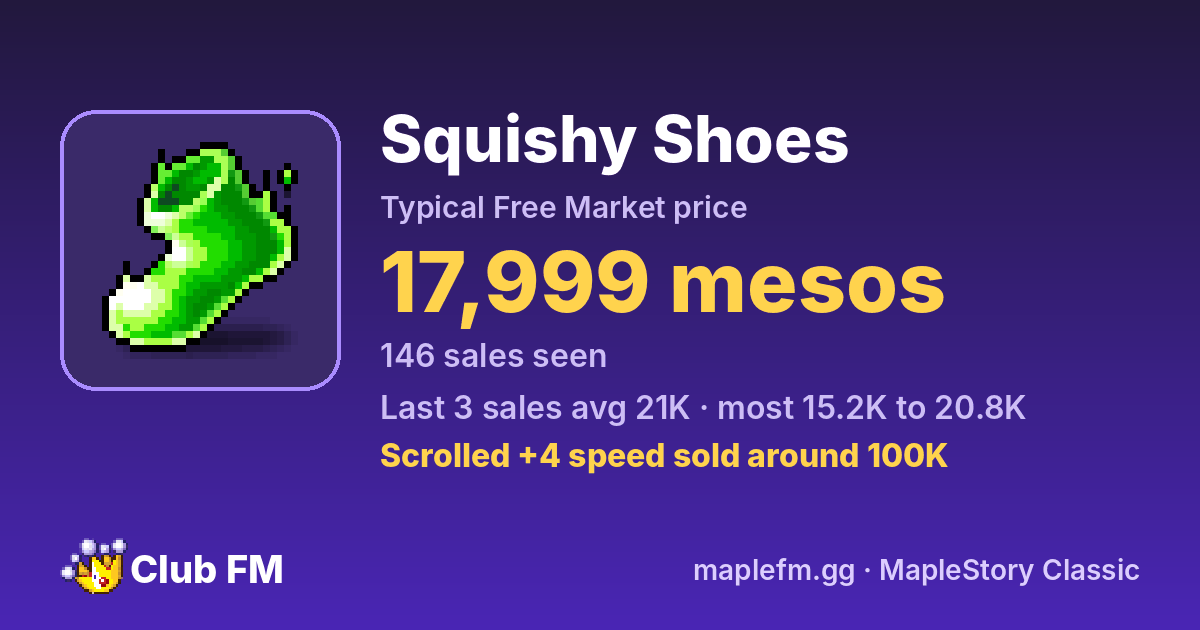 Squishy Shoes
Typical Free Market price
17,999 mesos
146 sales seen
Last 3 sales avg 21K · most 15.2K to 20.8K
Scrolled +4 speed sold around 100K
Club FM
maplefm.gg · MapleStory Classic